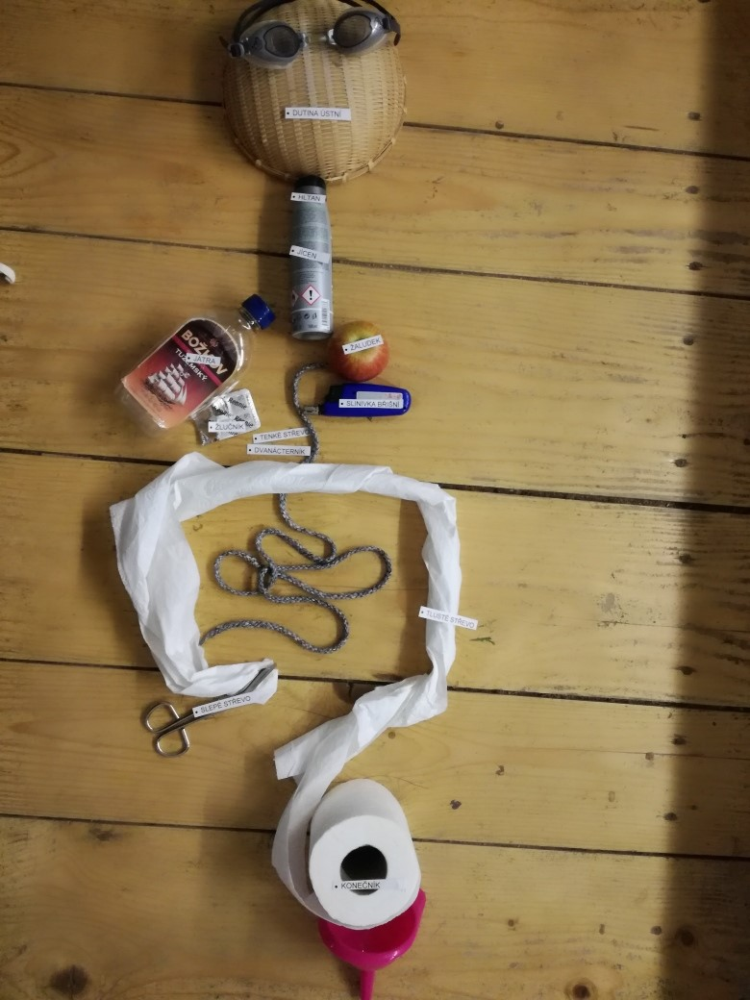 • DUTINA ÚSTNÍ
• HLTAN
• JÍCEN
• ŽALUDEK
BOŽKOV
• JÁTRA
TUZEMSKÝ
• SLINIVKA BŘIŠNÍ
Rennie
• ŽLUČNÍK
• TENKÉ STŘEVO
• DVANÁCTERNÍK
• TLUSTÉ STŘEVO
• SLEPÉ STŘEVO
• KONEČNÍK